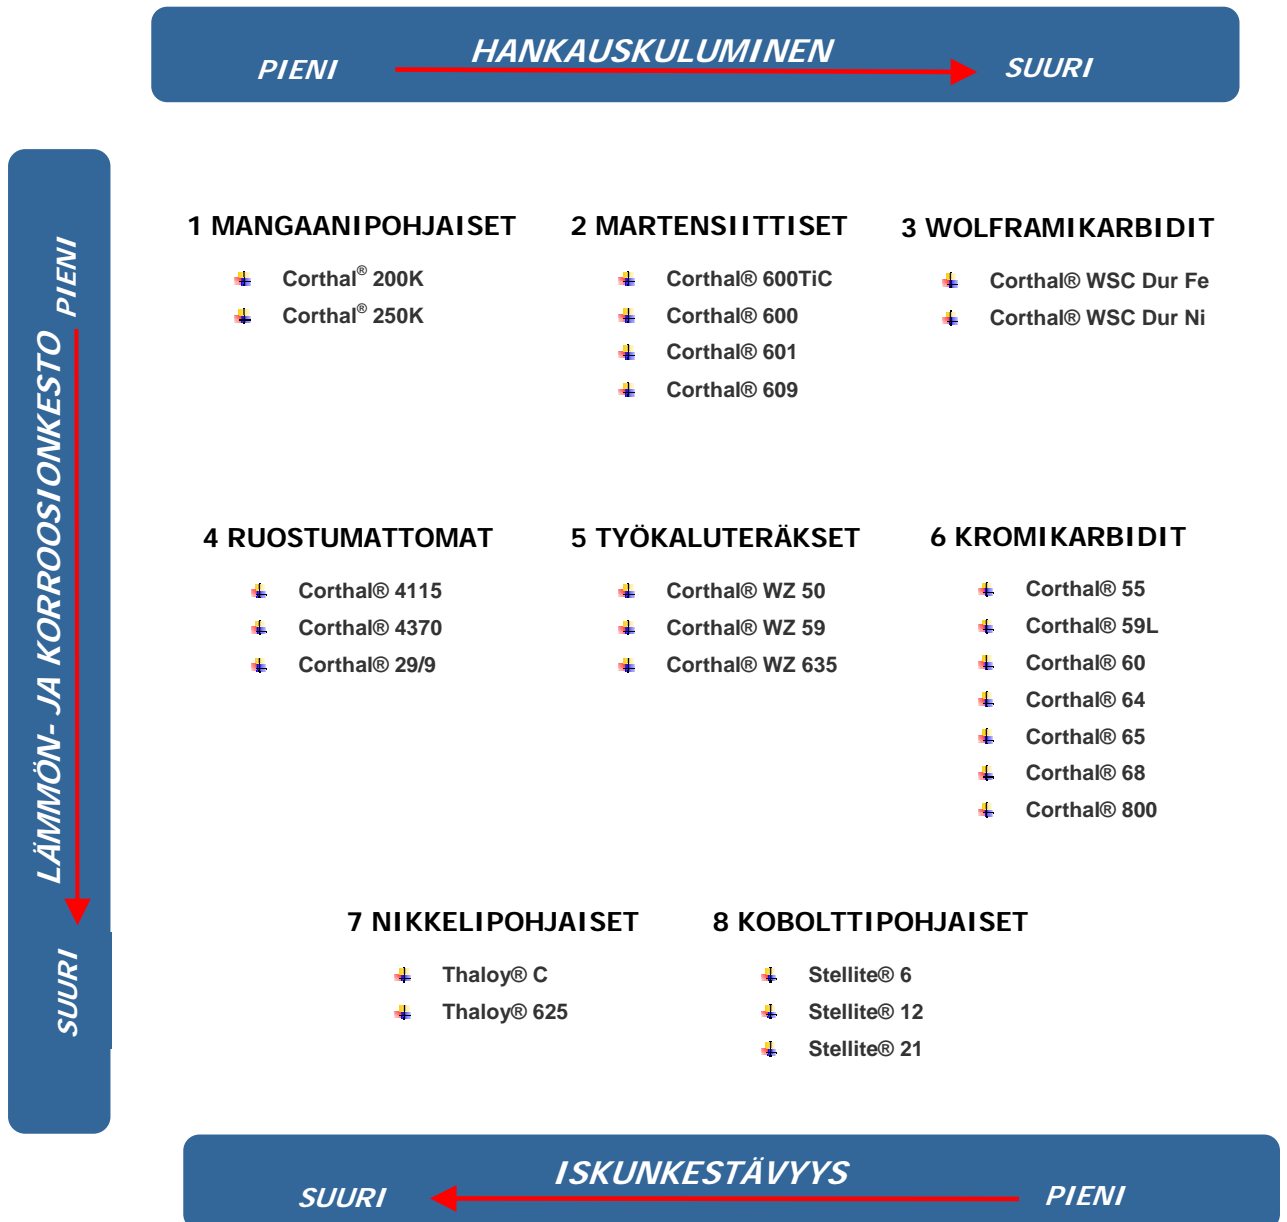 HANKAUSKULUMINEN
PIENI
SUURI
LÄMMÖN- JA KORROOSIONKESTO
PIENI
SUURI
1 MANGAANIPOHJAISET
Corthal® 200K
Corthal® 250K
2 MARTENSIITTISET
Corthal® 600TiC
Corthal® 600
Corthal® 601
Corthal® 609
3 WOLFRAMIKARBIDIT
Corthal® WSC Dur Fe
Corthal® WSC Dur Ni
4 RUOSTUMATTOMAT
Corthal® 4115
Corthal® 4370
Corthal® 29/9
5 TYÖKALUTERÄKSET
Corthal® WZ 50
Corthal® WZ 59
Corthal® WZ 635
6 KROMIKARBIDIT
Corthal® 55
Corthal® 59L
Corthal® 60
Corthal® 64
Corthal® 65
Corthal® 68
Corthal® 800
7 NIKKELIPOHJAISET
Thaloy® C
Thaloy® 625
8 KOBOLTTIPOHJAISET
Stellite® 6
Stellite® 12
Stellite® 21
ISKUNKESTÄVYYS
SUURI
PIENI